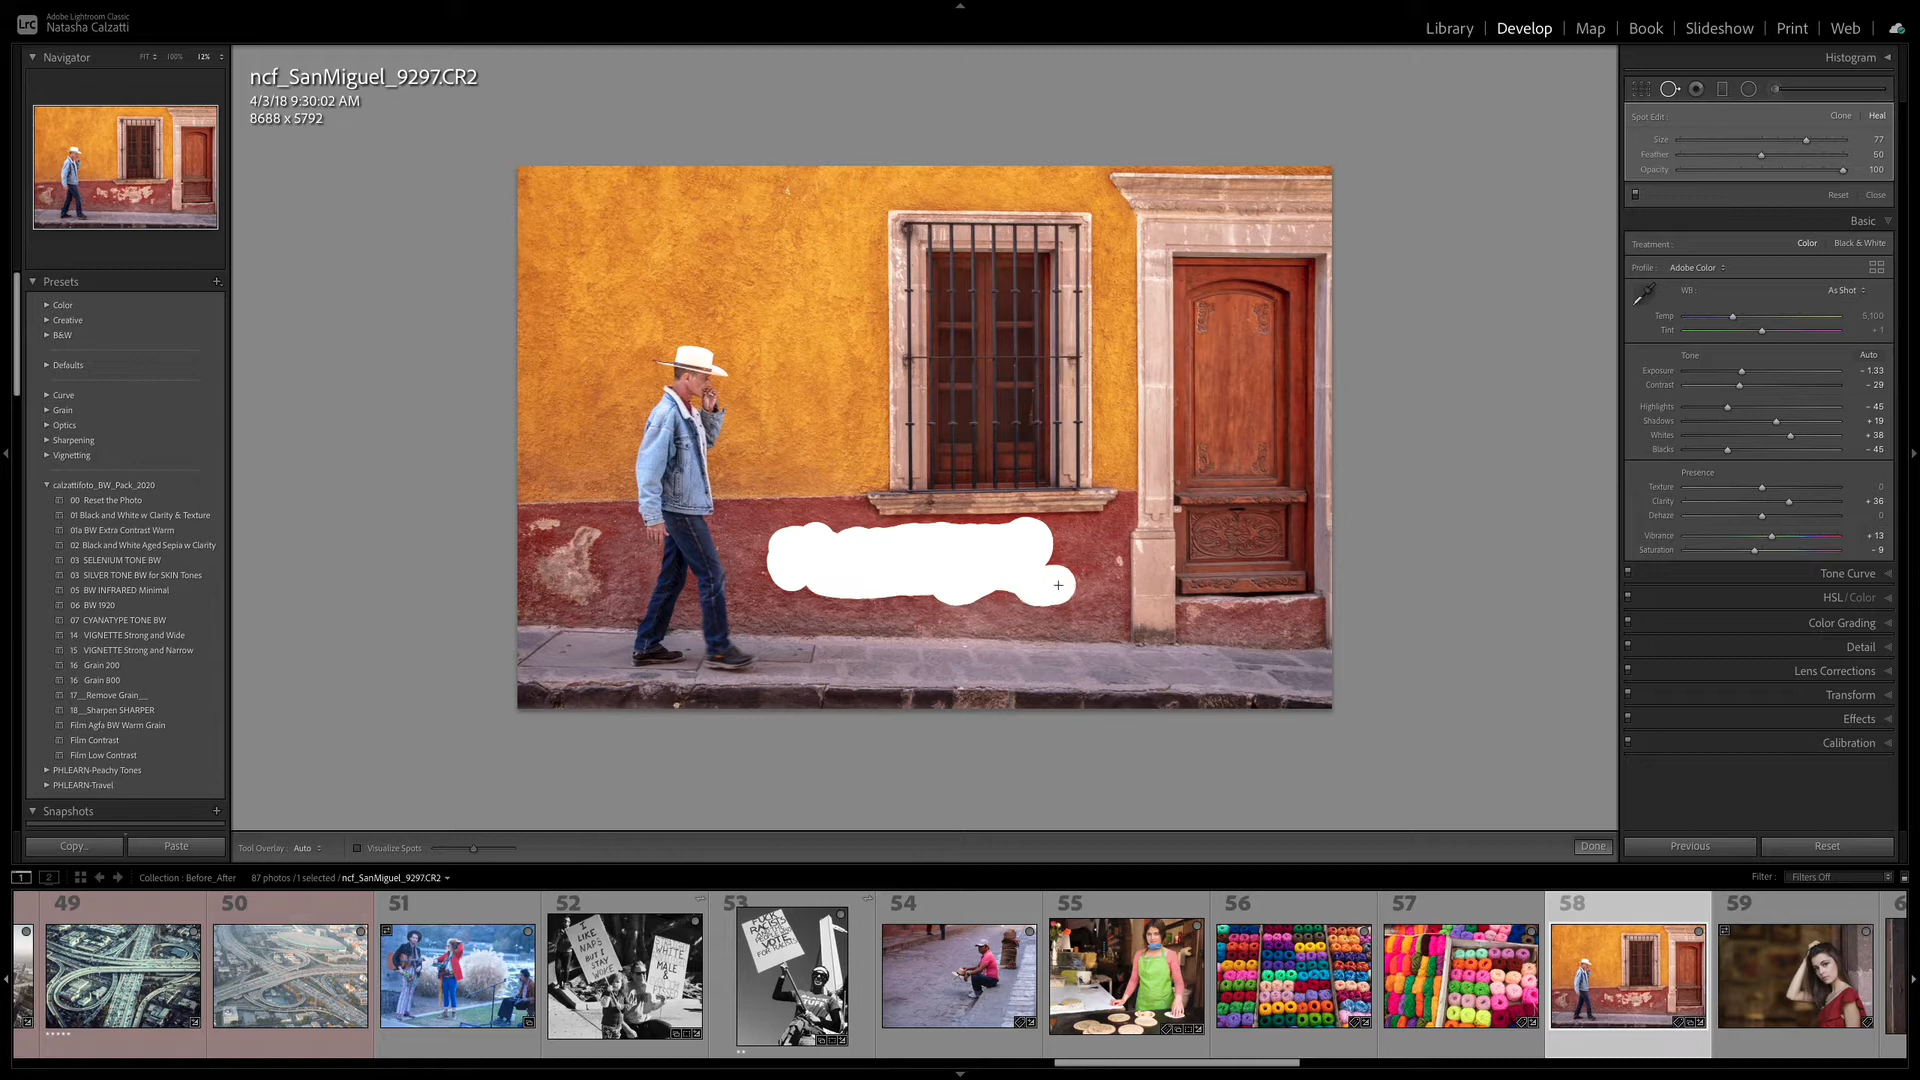 Lrc
Adobe Lightroom Classic
Natasha Calzatti
Library | Develop | Map | Book | Slideshow | Print | Web
Navigator FIT 100% 12%
Histogram
ncf_SanMiguel_9297.CR2
4/3/18 9:30:02 AM
8688 x 5792
Presets
Color
Creative
B&W
Defaults
Curve
Grain
Optics
Sharpening
Vignetting
calzattifoto_BW_Pack_2020
00 Reset the Photo
01 Black and White w Clarity & Texture
01a BW Extra Contrast Warm
02 Black and White Aged Sepia w Clarity
03 SELENIUM TONE BW
03 SILVER TONE BW for SKIN Tones
05 BW INFRARED Minimal
06 BW 1920
07 CYANATYPE TONE BW
14 VIGNETTE Strong and Wide
15 VIGNETTE Strong and Narrow
16 Grain 200
16 Grain 800
17__Remove Grain__
18__Sharpen SHARPER
Film Agfa BW Warm Grain
Film Contrast
Film Low Contrast
PHLEARN-Peachy Tones
PHLEARN-Travel
Snapshots
Copy... Paste
Spot Edit : Clone Heal
Size 77
Feather 50
Opacity 100
Reset Close
Basic
Treatment : Color Black & White
Profile : Adobe Color
WB : As Shot
Temp 5,100
Tint + 1
Tone Auto
Exposure - 1.33
Contrast - 29
Highlights - 45
Shadows + 19
Whites + 38
Blacks - 45
Presence
Texture 0
Clarity + 36
Dehaze 0
Vibrance + 13
Saturation - 9
Tone Curve
HSL / Color
Color Grading
Detail
Lens Corrections
Transform
Effects
Calibration
Previous Reset
Tool Overlay : Auto Visualize Spots Done
1 2 Collection : Before_After 87 photos / 1 selected / ncf_SanMiguel_9297.CR2 Filter : Filters Off
49 50 51 52 53 54 55 56 57 58 59
I LIKE NAPS BUT I STAY WOKE